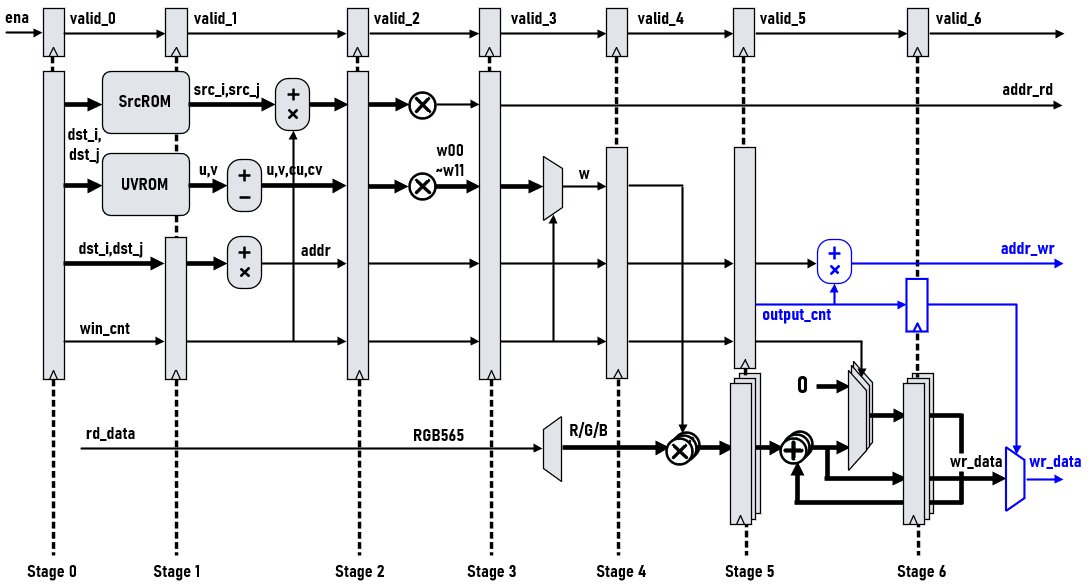 ena
valid_0
valid_1
valid_2
valid_3
valid_4
valid_5
valid_6
SrcROM
src_i,src_j
+
×
×
addr_rd
dst_i,
dst_j
UVROM
u,v
+
−
u,v,cu,cv
×
w00
~w11
w
dst_i,dst_j
+
×
addr
+
×
addr_wr
win_cnt
output_cnt
0
rd_data
RGB565
R/G/B
×
+
wr_data
wr_data
Stage 0
Stage 1
Stage 2
Stage 3
Stage 4
Stage 5
Stage 6